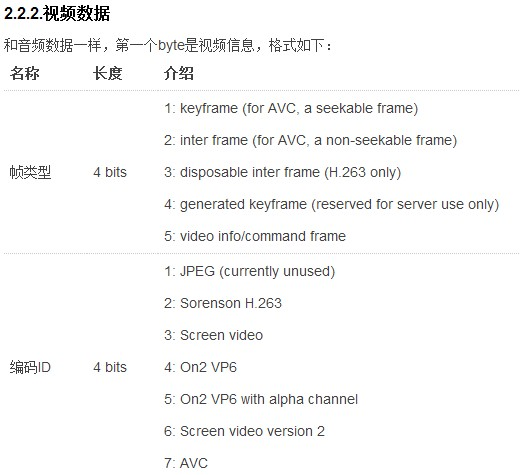 2.2.2.视频数据
和音频数据一样，第一个byte是视频信息，格式如下：
名称 长度 介绍
帧类型 4 bits
1: keyframe (for AVC, a seekable frame)
2: inter frame (for AVC, a non-seekable frame)
3: disposable inter frame (H.263 only)
4: generated keyframe (reserved for server use only)
5: video info/command frame
编码ID 4 bits
1: JPEG (currently unused)
2: Sorenson H.263
3: Screen video
4: On2 VP6
5: On2 VP6 with alpha channel
6: Screen video version 2
7: AVC